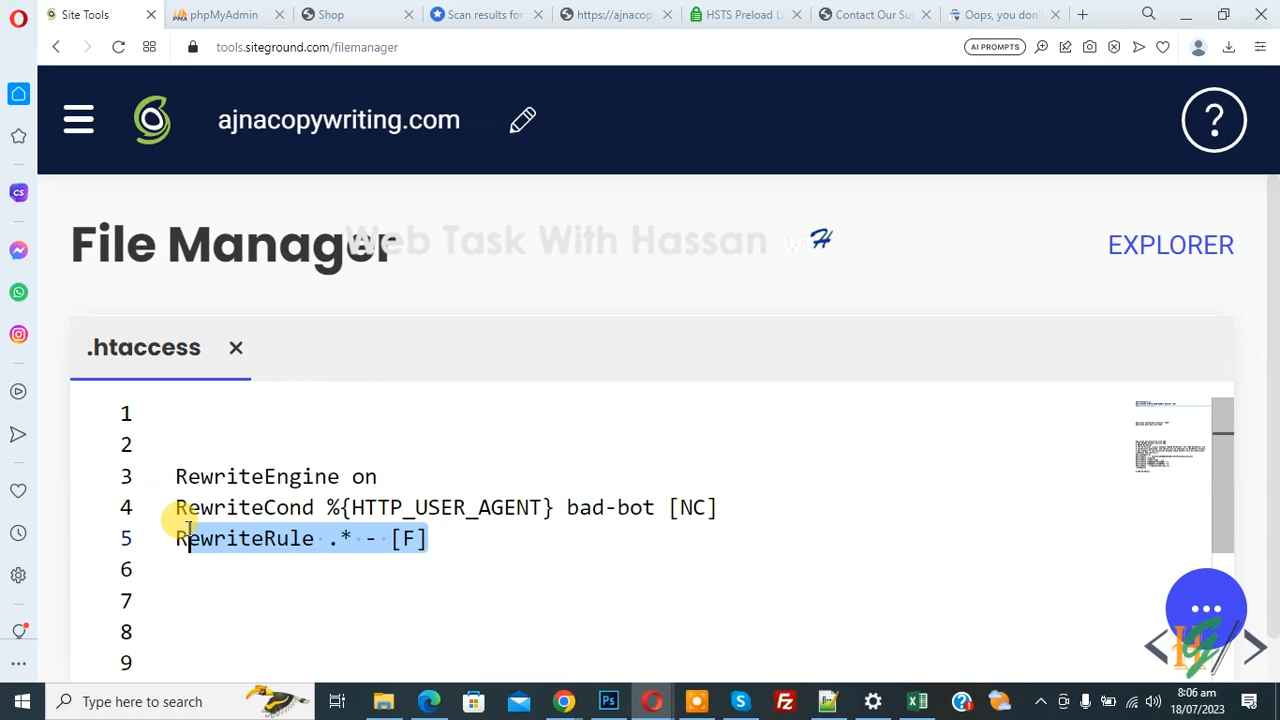 Site Tools
phpMyAdmin
Shop
Scan results for
https://ajnacop
HSTS Preload Li
Contact Our Su
Oops, you don'
tools.siteground.com/filemanager
AI PROMPTS
ajnacopywriting.com
?
File Manager
Web Task With Hassan
WTH
EXPLORER
.htaccess
1
2
3 RewriteEngine on
4 RewriteCond %{HTTP_USER_AGENT} bad-bot [NC]
5 RewriteRule .* - [F]
6
7
8
9
Type here to search
8:06 am
18/07/2023